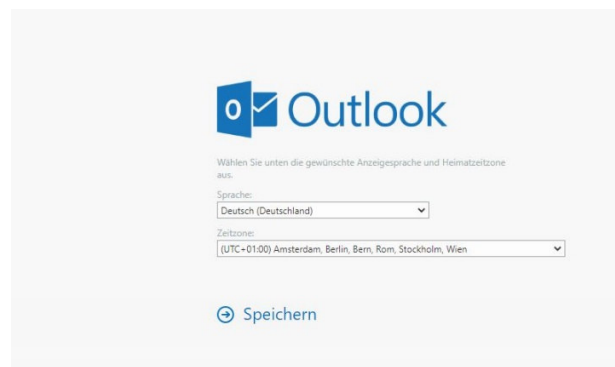 Outlook
Wählen Sie unten die gewünschte Anzeigesprache und Heimatzeitzone
aus.
Sprache:
Deutsch (Deutschland)
Zeitzone:
(UTC+01:00) Amsterdam, Berlin, Bern, Rom, Stockholm, Wien
Speichern